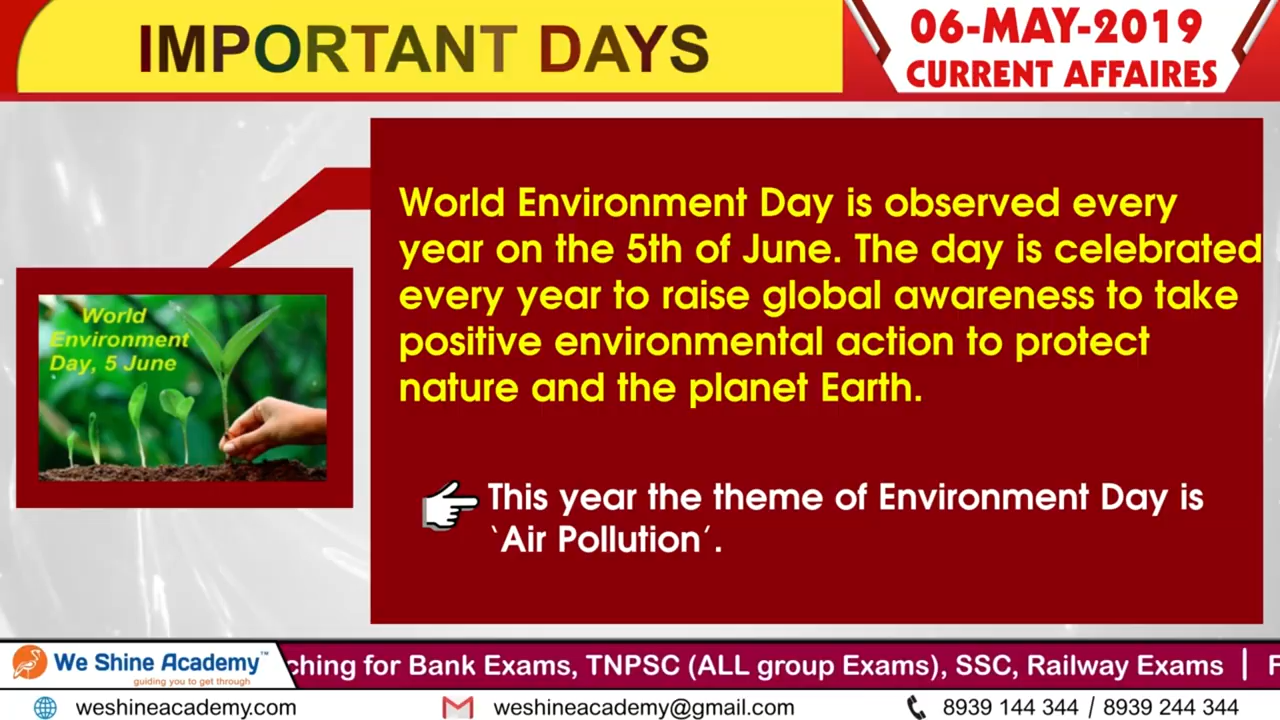 IMPORTANT DAYS
06-MAY-2019
CURRENT AFFAIRES
World Environment Day is observed every
year on the 5th of June. The day is celebrated
every year to raise global awareness to take
positive environmental action to protect
nature and the planet Earth.
World
Environment
Day, 5 June
This year the theme of Environment Day is
`Air Pollution´.
We Shine Academy™
guiding you to get through
ching for Bank Exams, TNPSC (ALL group Exams), SSC, Railway Exams | F
weshineacademy.com
weshineacademy@gmail.com
8939 144 344 / 8939 244 344